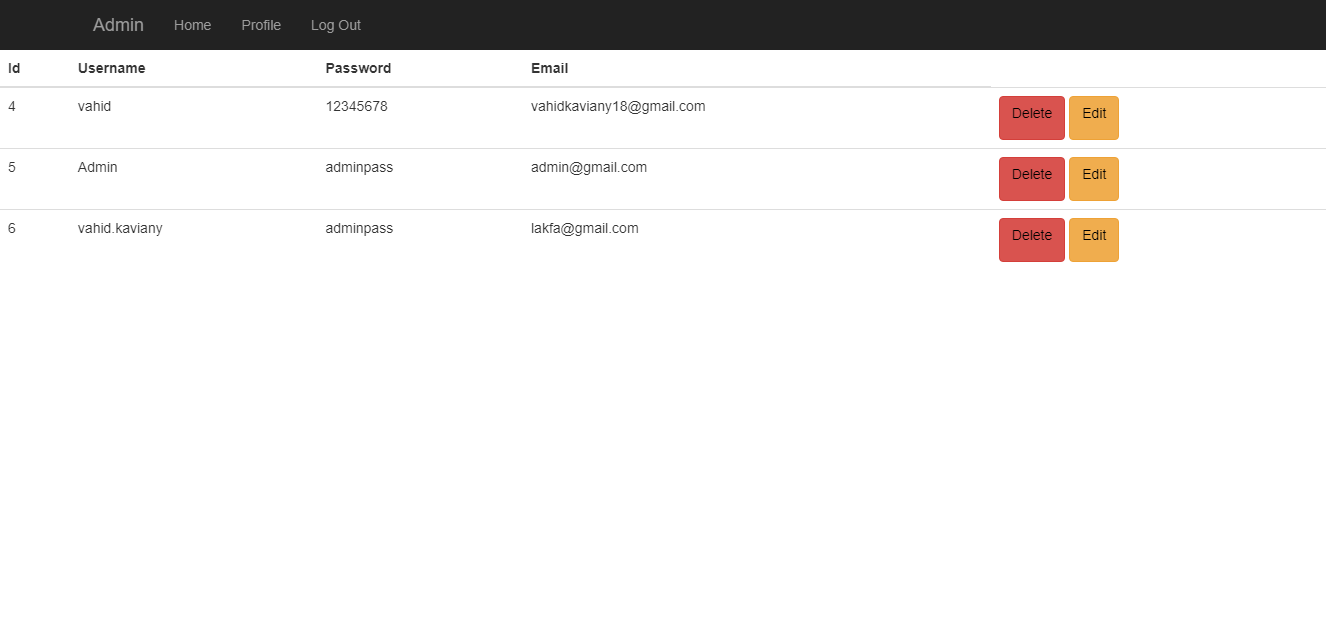 Admin Home Profile Log Out
Id Username Password Email
4 vahid 12345678 vahidkaviany18@gmail.com Delete Edit
5 Admin adminpass admin@gmail.com Delete Edit
6 vahid.kaviany adminpass lakfa@gmail.com Delete Edit